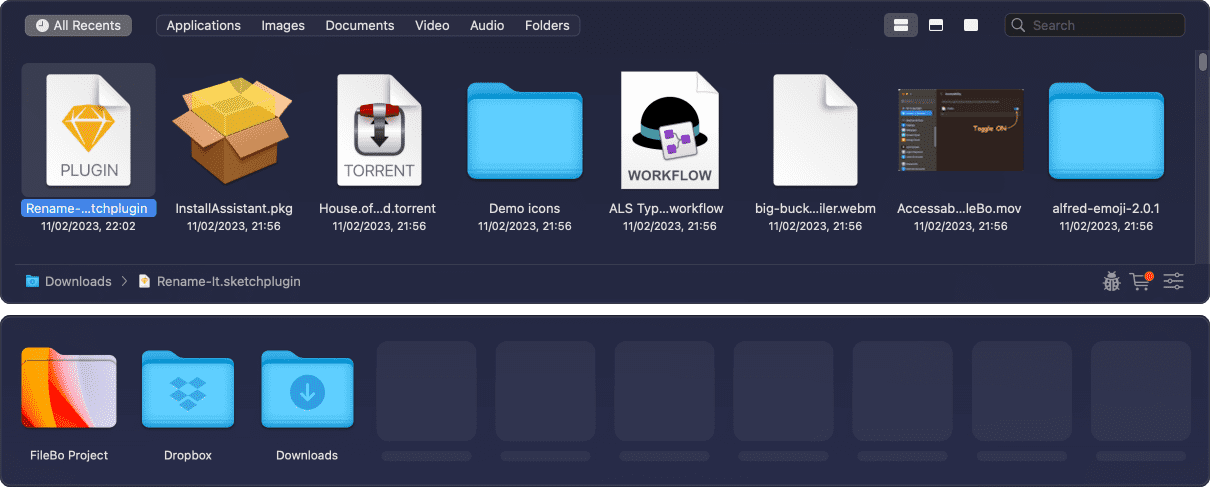 All Recents
Applications Images Documents Video Audio Folders
Search
PLUGIN
TORRENT
WORKFLOW
Toggle ON
Rename-...tchplugin InstallAssistant.pkg House.of...d.torrent Demo icons ALS Typ...workflow big-buck...iler.webm Accessab...leBo.mov alfred-emoji-2.0.1
11/02/2023, 22:02 11/02/2023, 21:56 11/02/2023, 21:56 11/02/2023, 21:56 11/02/2023, 21:56 11/02/2023, 21:56 11/02/2023, 21:56 11/02/2023, 21:56
Downloads > Rename-It.sketchplugin
FileBo Project Dropbox Downloads